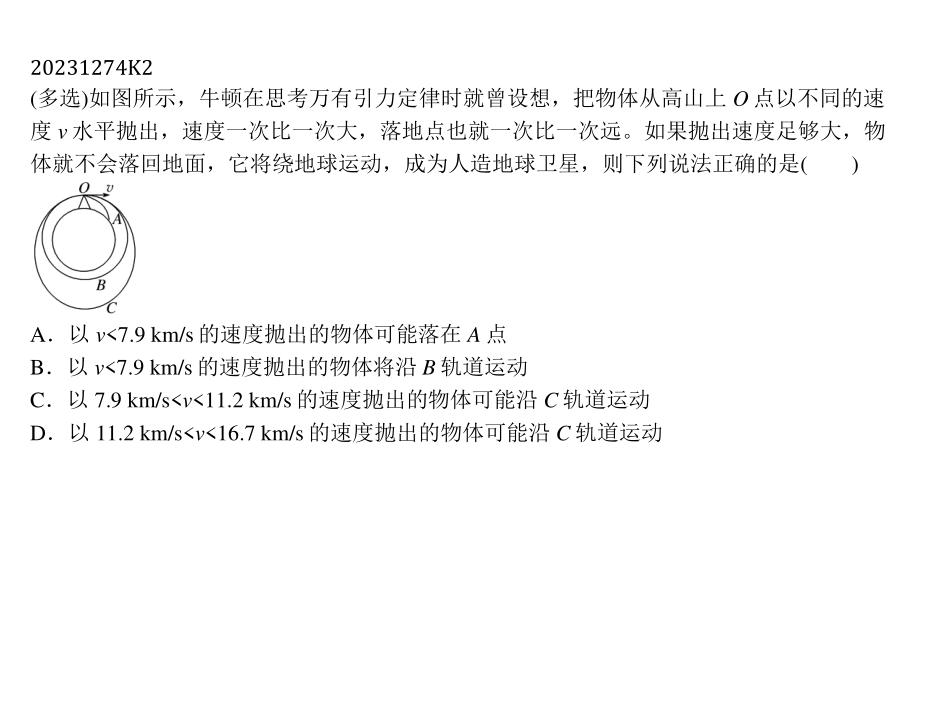 20231274K2
(多选)如图所示，牛顿在思考万有引力定律时就曾设想，把物体从高山上 O 点以不同的速
度 v 水平抛出，速度一次比一次大，落地点也就一次比一次远。如果抛出速度足够大，物
体就不会落回地面，它将绕地球运动，成为人造地球卫星，则下列说法正确的是(　　)
O v
A
B
C
A．以 v<7.9 km/s 的速度抛出的物体可能落在 A 点
B．以 v<7.9 km/s 的速度抛出的物体将沿 B 轨道运动
C．以 7.9 km/s<v<11.2 km/s 的速度抛出的物体可能沿 C 轨道运动
D．以 11.2 km/s<v<16.7 km/s 的速度抛出的物体可能沿 C 轨道运动